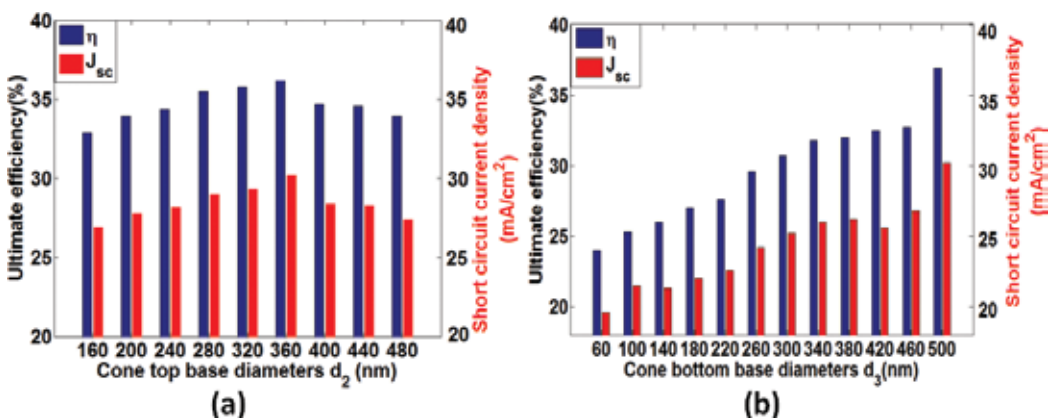 40
35
30
25
20
Ultimate efficiency(%)
η
J_sc
40
35
30
25
20
Short circuit current density
(mA/cm²)
160 200 240 280 320 360 400 440 480
Cone top base diameters d₂ (nm)
(a)
40
35
30
25
20
Ultimate efficiency(%)
η
J_sc
40
35
30
25
20
Short circuit current density
(mA/cm²)
60 100 140 180 220 260 300 340 380 420 460 500
Cone bottom base diameters d₃(nm)
(b)